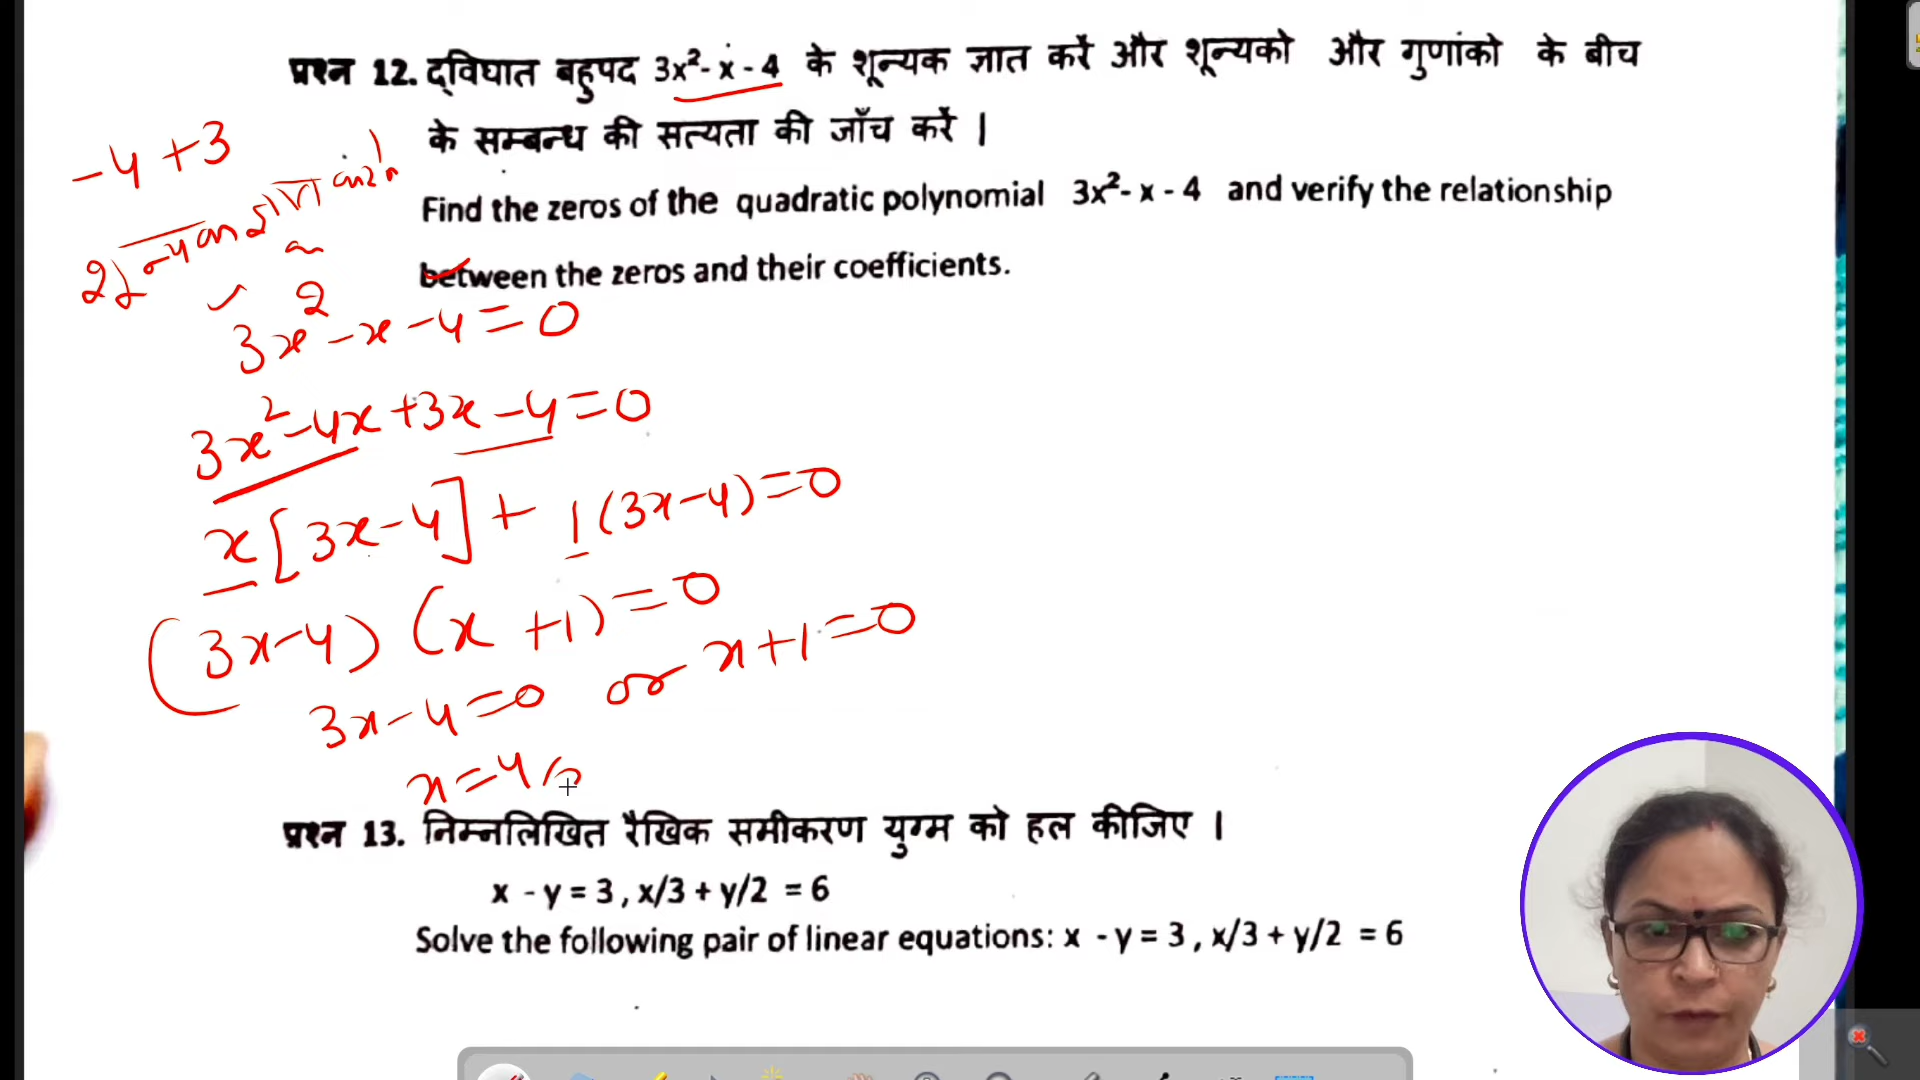 प्रश्न 12. द्विघात बहुपद 3x²- x - 4 के शून्यक ज्ञात करें और शून्यको और गुणांको के बीच
के सम्बन्ध की सत्यता की जाँच करें |
-4 +3
Find the zeros of the quadratic polynomial 3x²- x - 4 and verify the relationship
between the zeros and their coefficients.
2
3x - x - 4 = 0
3x² - 4x + 3x - 4 = 0
x [3x - 4] + 1 (3x - 4) = 0
(3x - 4) (x + 1) = 0
3x - 4 = 0 or x + 1 = 0
x = 4/
प्रश्न 13. निम्नलिखित रैखिक समीकरण युग्म को हल कीजिए |
x - y = 3 , x/3 + y/2 = 6
Solve the following pair of linear equations: x - y = 3 , x/3 + y/2 = 6